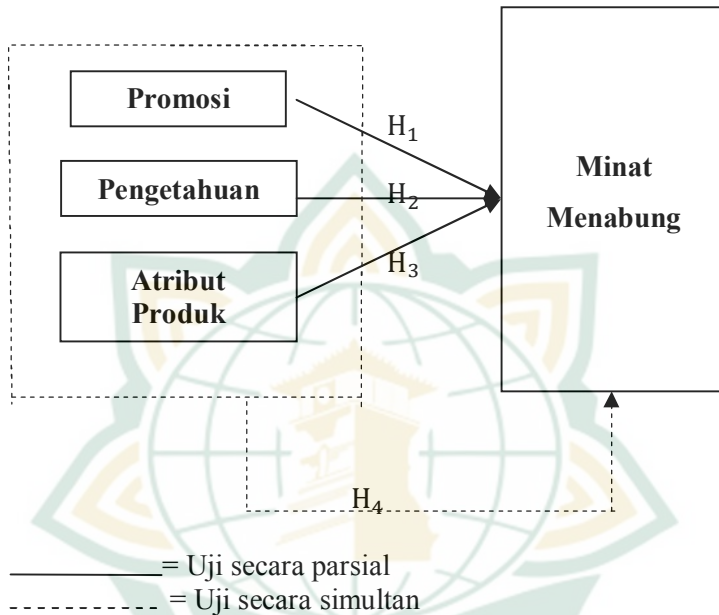 Promosi
H₁
Pengetahuan
H₂
Atribut
Produk
H₃
Minat
Menabung
H₄
= Uji secara parsial
= Uji secara simultan